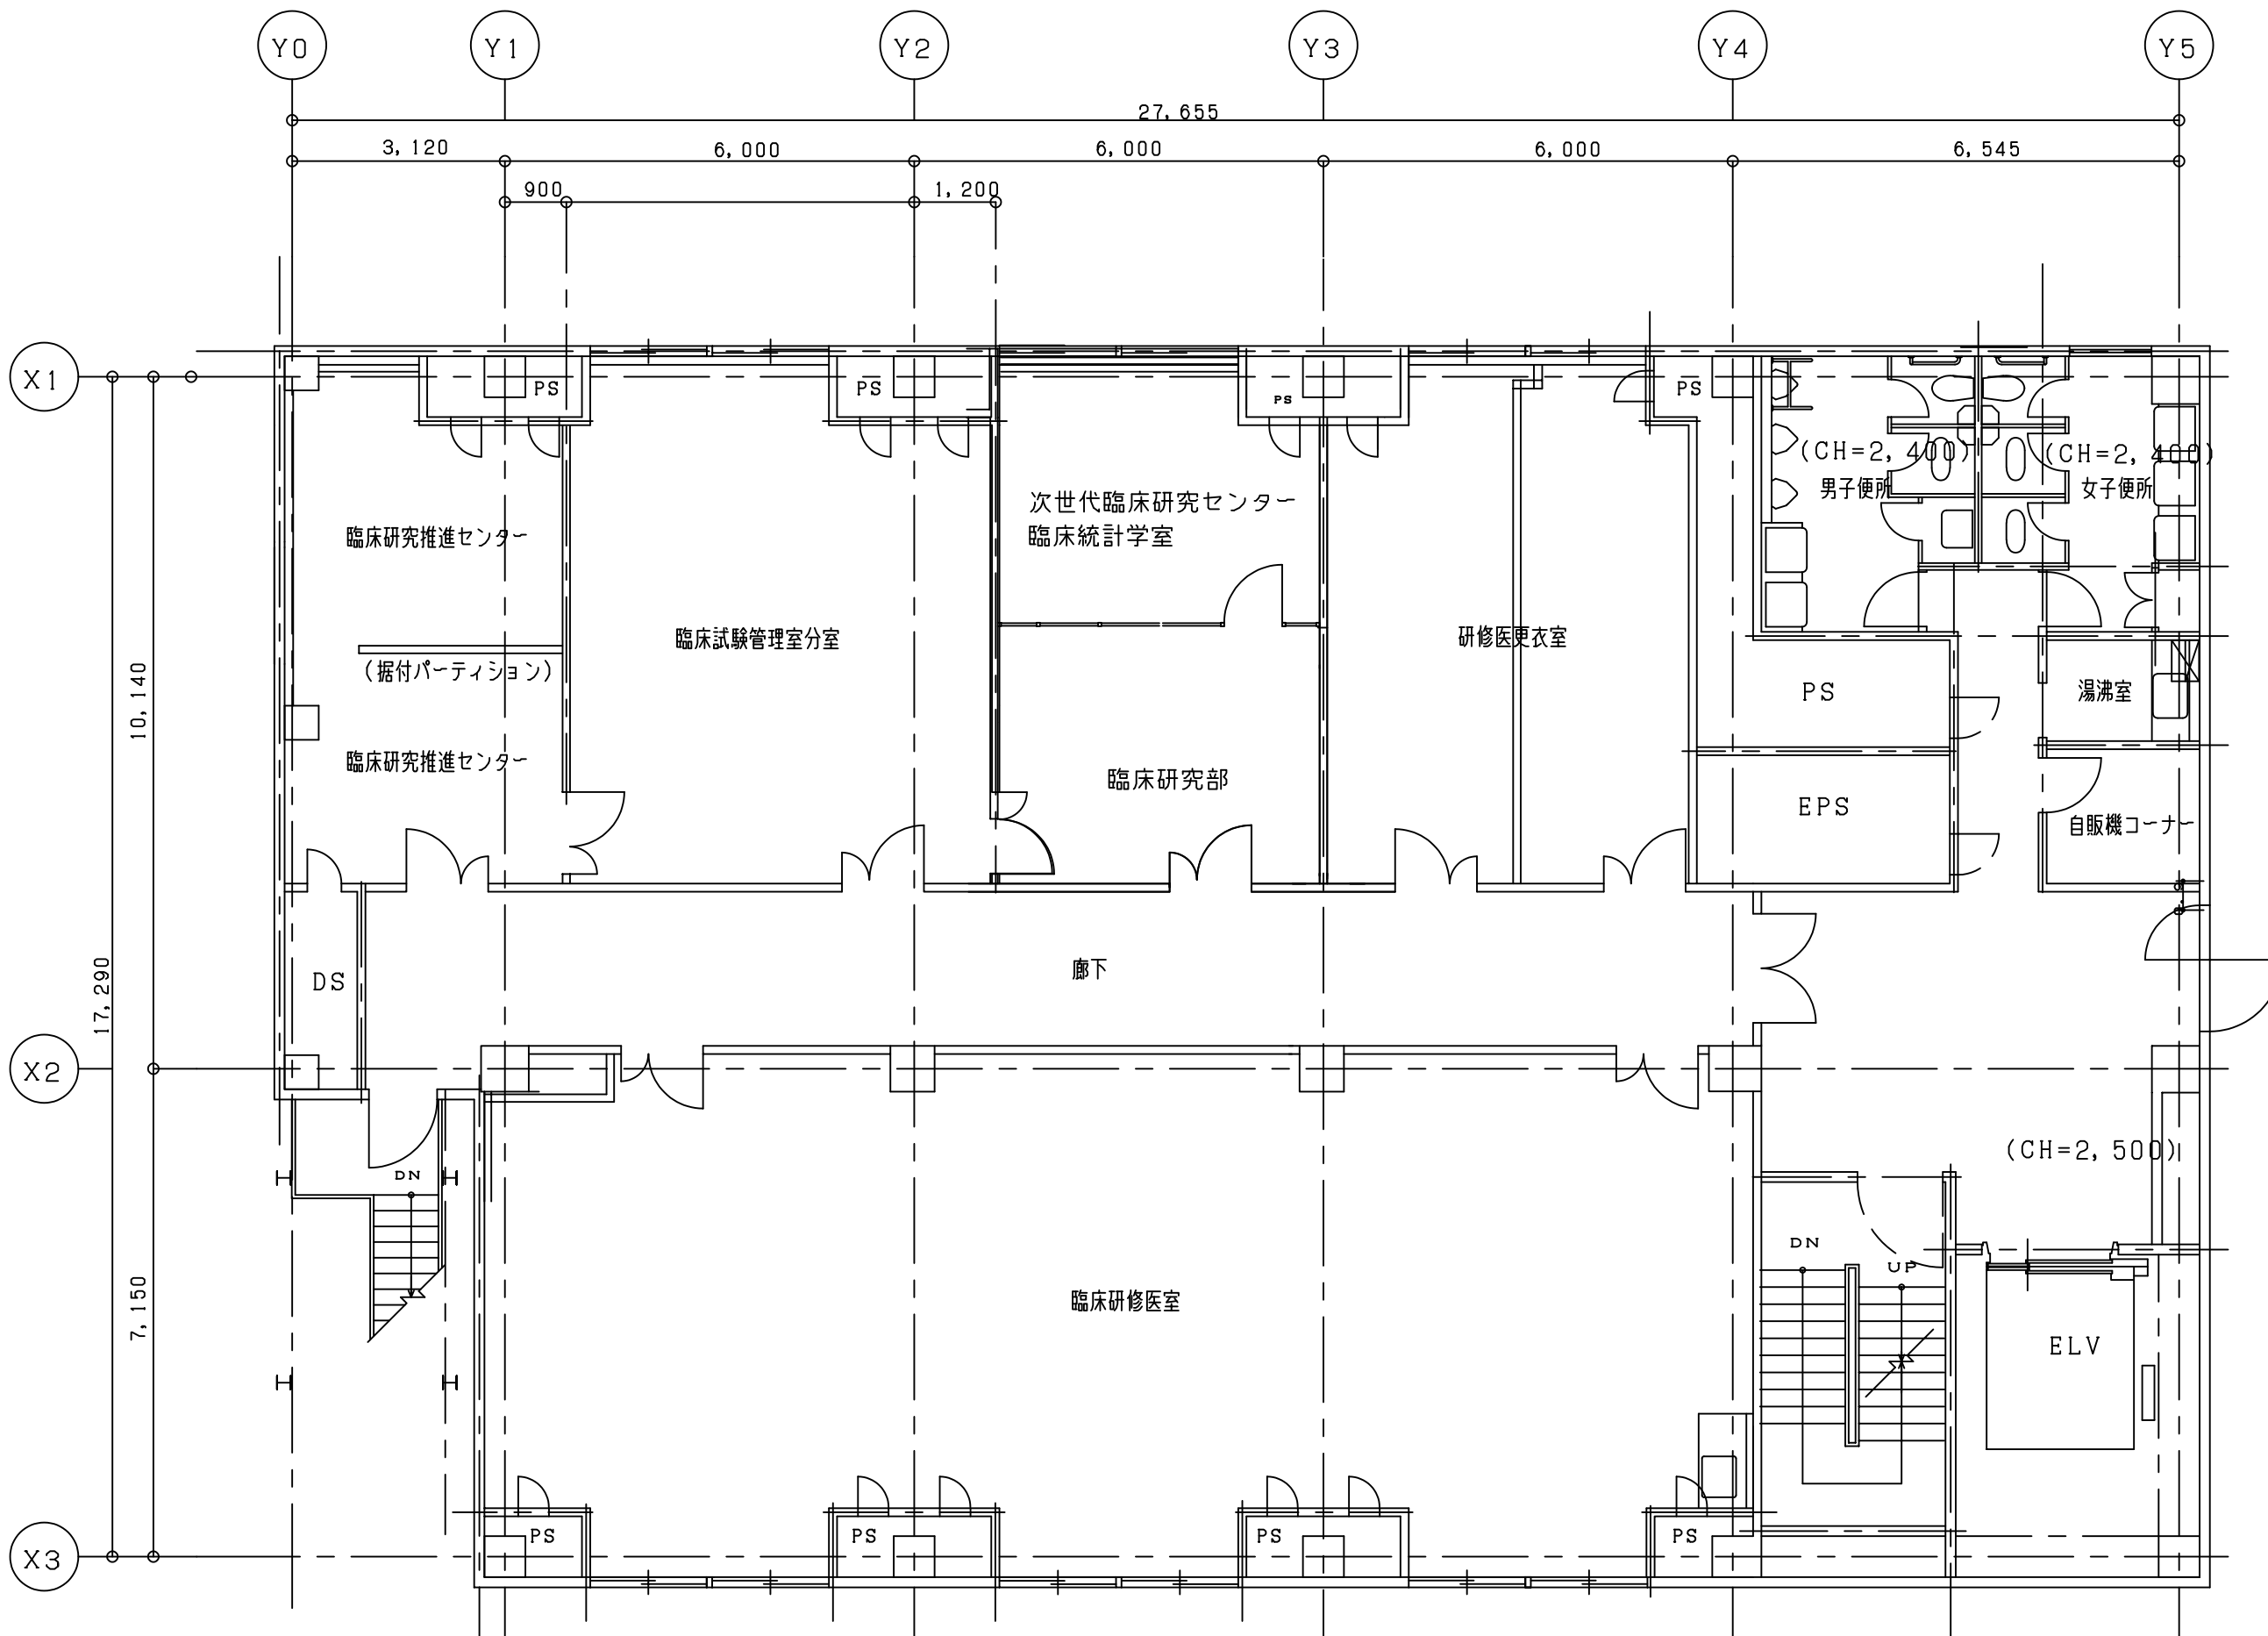 Y0
Y1
Y2
Y3
Y4
Y5
27,655
3,120
6,000
6,000
6,000
6,545
900
1,200
X1
PS
PS
PS
PS
(CH=2,400)
(CH=2,400)
男子便所
女子便所
次世代臨床研究センター
臨床統計学室
臨床研究推進センター
臨床試験管理室分室
研修医更衣室
(据付パーティション)
10,140
PS
湯沸室
臨床研究推進センター
臨床研究部
EPS
自販機コーナー
廊下
DS
17,290
X2
(CH=2,500)
DN
DN
UP
7,150
臨床研修医室
ELV
PS
PS
PS
PS
X3